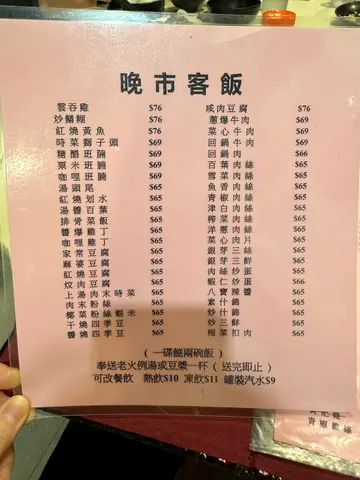 晚市客飯
雲吞雞 $76
炒鱔糊 $76
紅燒黃魚 $76
時菜獅子頭 $69
糖醋班腩 $69
粟米班腩 $69
咖喱班腩 $69
湯頭尾 $65
紅燒划水 $65
湯醬百葉 $65
排骨菜飯 $65
醬爆雞丁 $65
咖喱雞丁 $65
家常豆腐 $65
麻婆豆腐 $65
紅燒豆腐 $65
炆肉豆腐 $65
上湯肉末時菜 $65
肉末粉絲 $65
椰菜粉絲蝦米 $65
干燒四季豆 $65
醬燒四季豆 $65
咸肉豆腐 $76
蔥爆牛肉 $69
菜心牛肉 $69
回鍋牛肉 $69
回鍋肉 $66
百葉肉絲 $65
雪菜肉絲 $65
魚香肉絲 $65
青椒肉絲 $65
津白肉絲 $65
榨菜肉絲 $65
洋蔥肉絲 $65
菜心肉片 $65
銀芽三絲 $65
銀芽三鮮 $65
肉絲炒蛋 $65
蝦仁炒蛋 $66
八寶辣醬 $65
素什錦 $65
炒什錦 $65
炒三鮮 $65
梅菜扣肉 $65
(一碟餸兩碗飯)
奉送老火例湯或豆漿一杯(送完即止)
可改餐飲 熱飲$10 凍飲$11 罐裝汽水$9
青椒